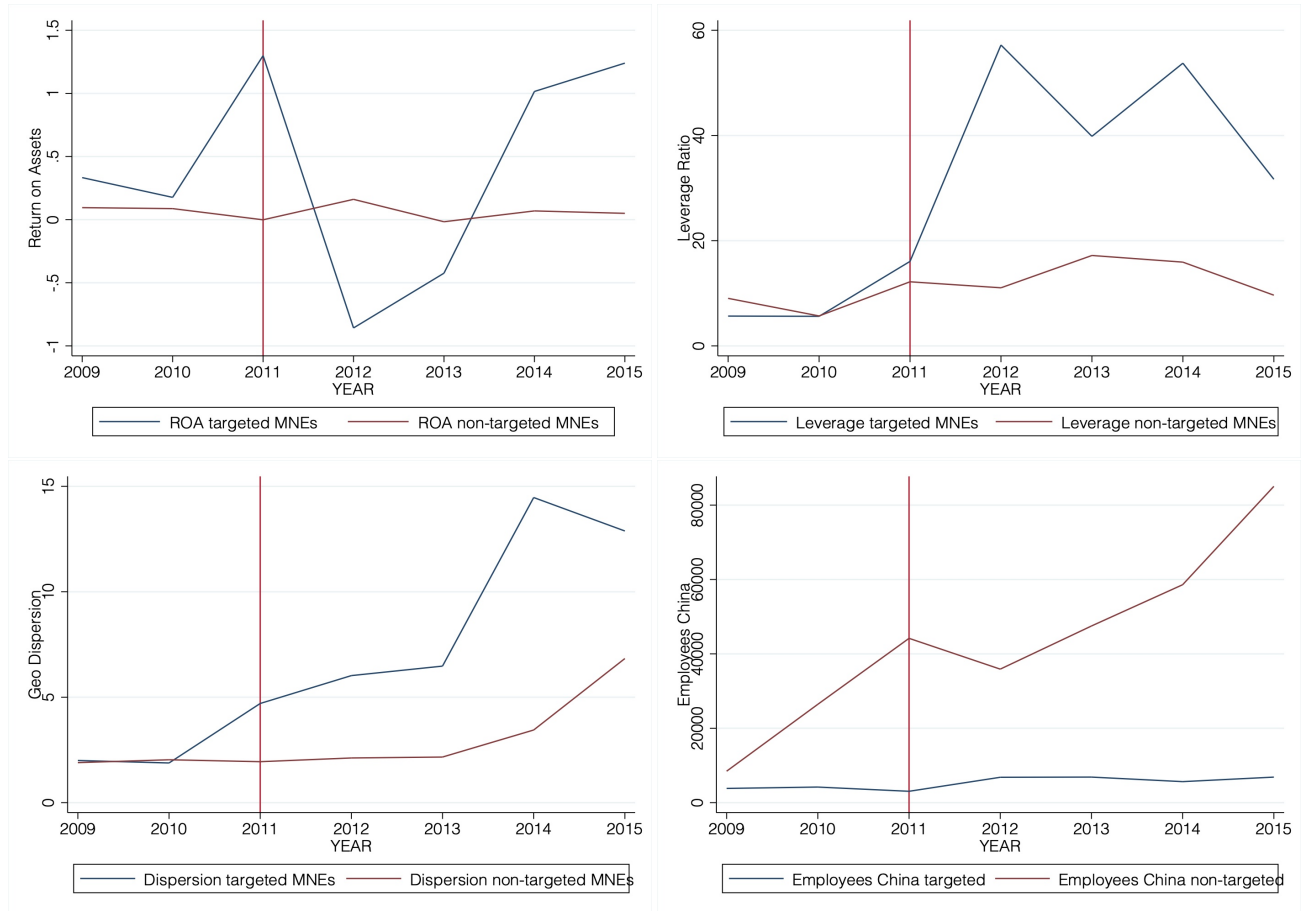 Return on Assets
1.5
1
.5
0
-.5
-1
2009 2010 2011 2012 2013 2014 2015
YEAR
ROA targeted MNEs ROA non-targeted MNEs
Leverage Ratio
60
40
20
0
2009 2010 2011 2012 2013 2014 2015
YEAR
Leverage targeted MNEs Leverage non-targeted MNEs
Geo Dispersion
15
10
5
0
2009 2010 2011 2012 2013 2014 2015
YEAR
Dispersion targeted MNEs Dispersion non-targeted MNEs
Employees China
80000
60000
40000
20000
0
2009 2010 2011 2012 2013 2014 2015
YEAR
Employees China targeted Employees China non-targeted